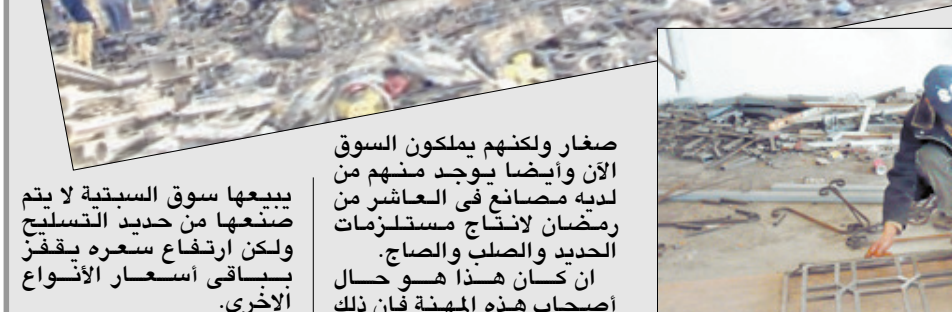 صغار ولكنهم يملكون السوق
الآن وأيضا يوجد منهم من
لديه مصانع فى العاشر من
رمضان لانتاج مستلزمات
الحديد والصلب والصاج.
ان كان هذا هو حال
أصحاب هذه المهنة فان ذلك
يبيعها سوق السبتية لا يتم
صنعها من حديد التسليح
ولكن ارتفاع سعره يقفز
بباقى أسعار الأنواع
الاخرى.